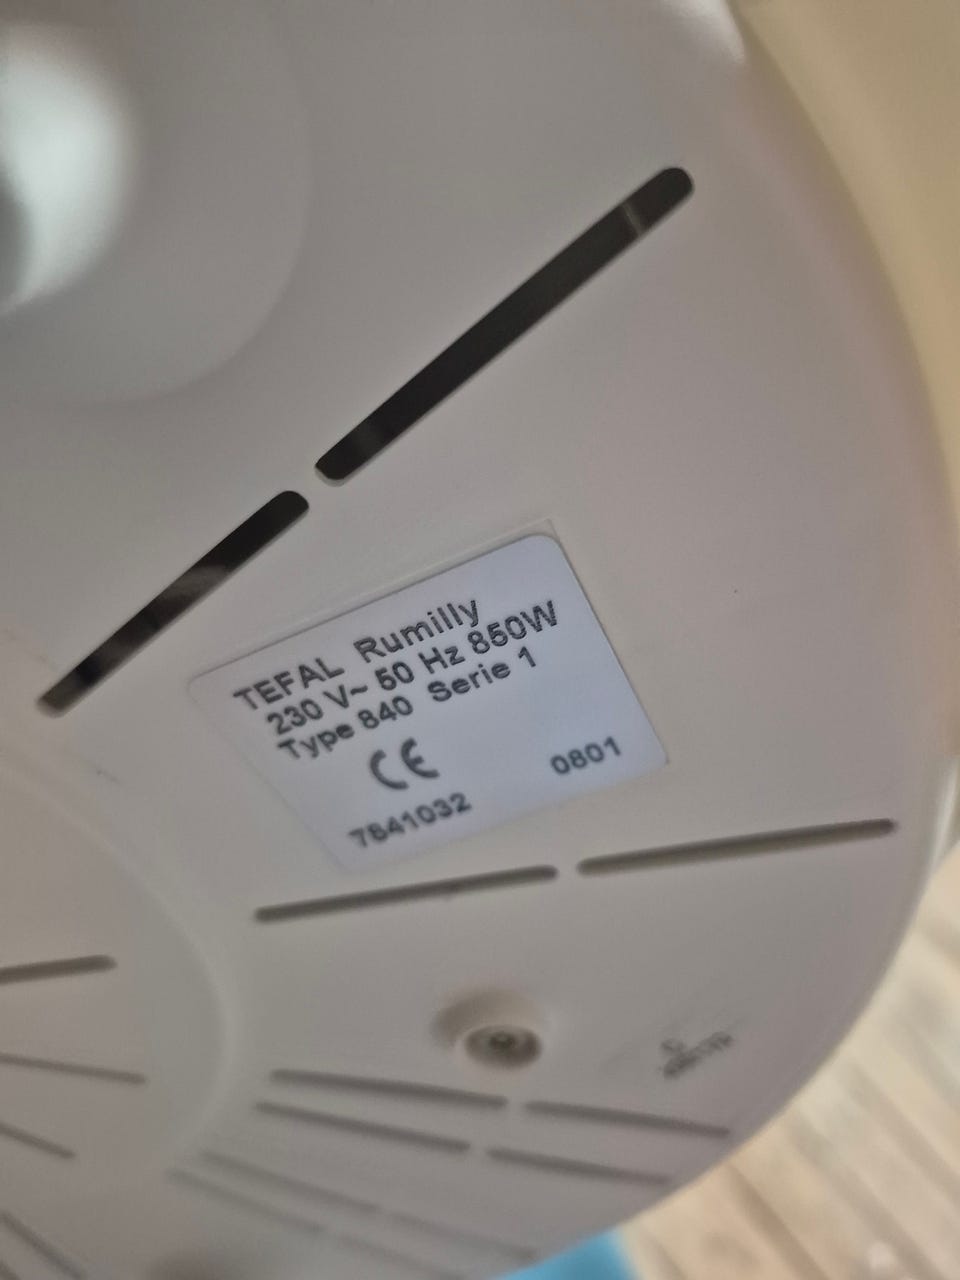 TEFAL Rumilly
230 V~ 50 Hz 850W
Type 840 Serie 1
CE
0801
7841032